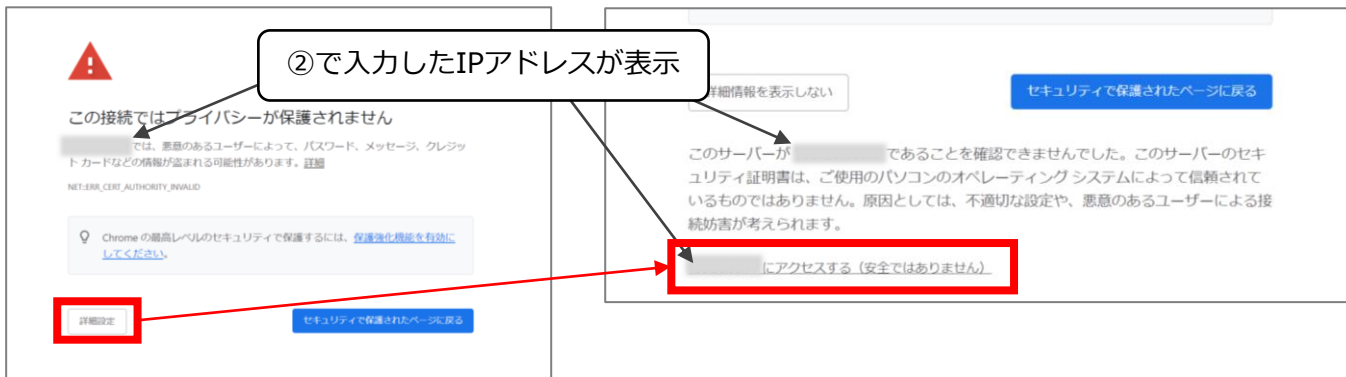 ②で入力したIPアドレスが表示
この接続ではプライバシーが保護されません
では、悪意のあるユーザーによって、パスワード、メッセージ、クレジッ
ト カードなどの情報が盗まれる可能性があります。詳細
NET::ERR_CERT_AUTHORITY_INVALID
Chrome の最高レベルのセキュリティで保護するには、保護強化機能を有効に
してください。
詳細設定
セキュリティで保護されたページに戻る
詳細情報を表示しない
セキュリティで保護されたページに戻る
このサーバーが であることを確認できませんでした。このサーバーのセキ
ュリティ証明書は、ご使用のパソコンのオペレーティング システムによって信頼されて
いるものではありません。原因としては、不適切な設定や、悪意のあるユーザーによる接
続妨害が考えられます。
にアクセスする（安全ではありません）